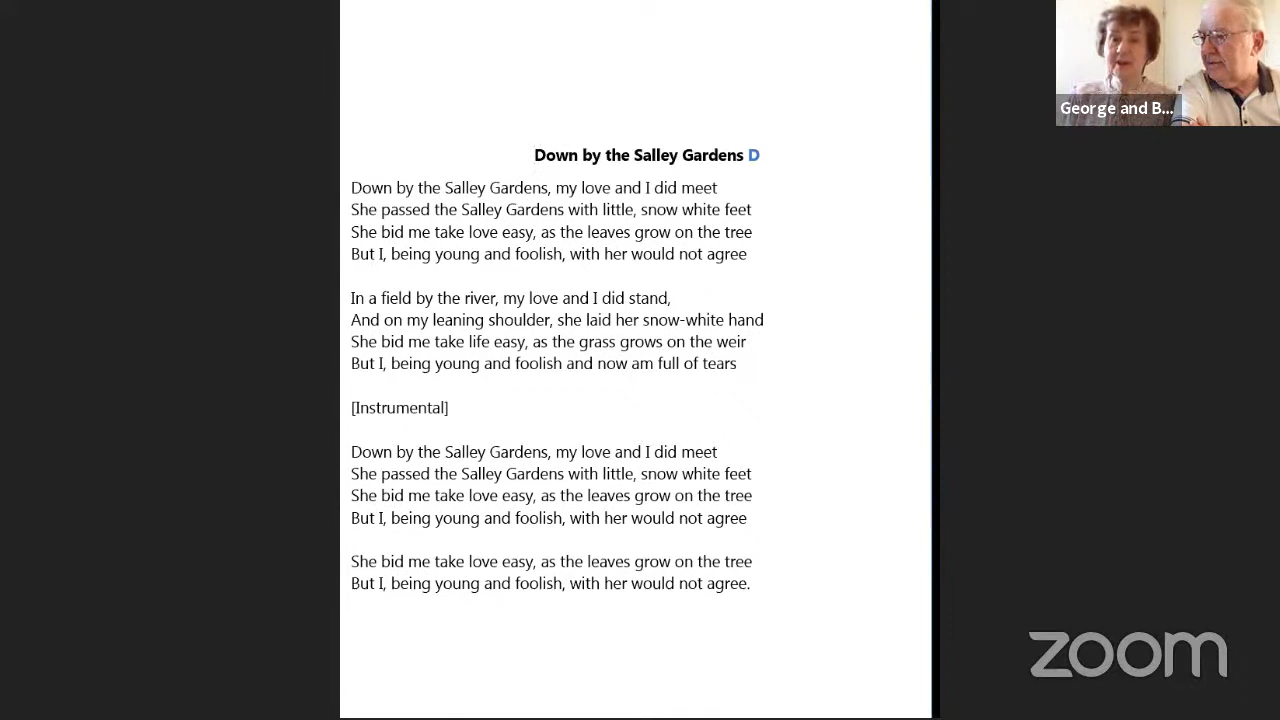 George and B...
Down by the Salley Gardens D
Down by the Salley Gardens, my love and I did meet
She passed the Salley Gardens with little, snow white feet
She bid me take love easy, as the leaves grow on the tree
But I, being young and foolish, with her would not agree
In a field by the river, my love and I did stand,
And on my leaning shoulder, she laid her snow-white hand
She bid me take life easy, as the grass grows on the weir
But I, being young and foolish and now am full of tears
[Instrumental]
Down by the Salley Gardens, my love and I did meet
She passed the Salley Gardens with little, snow white feet
She bid me take love easy, as the leaves grow on the tree
But I, being young and foolish, with her would not agree
She bid me take love easy, as the leaves grow on the tree
But I, being young and foolish, with her would not agree.
zoom